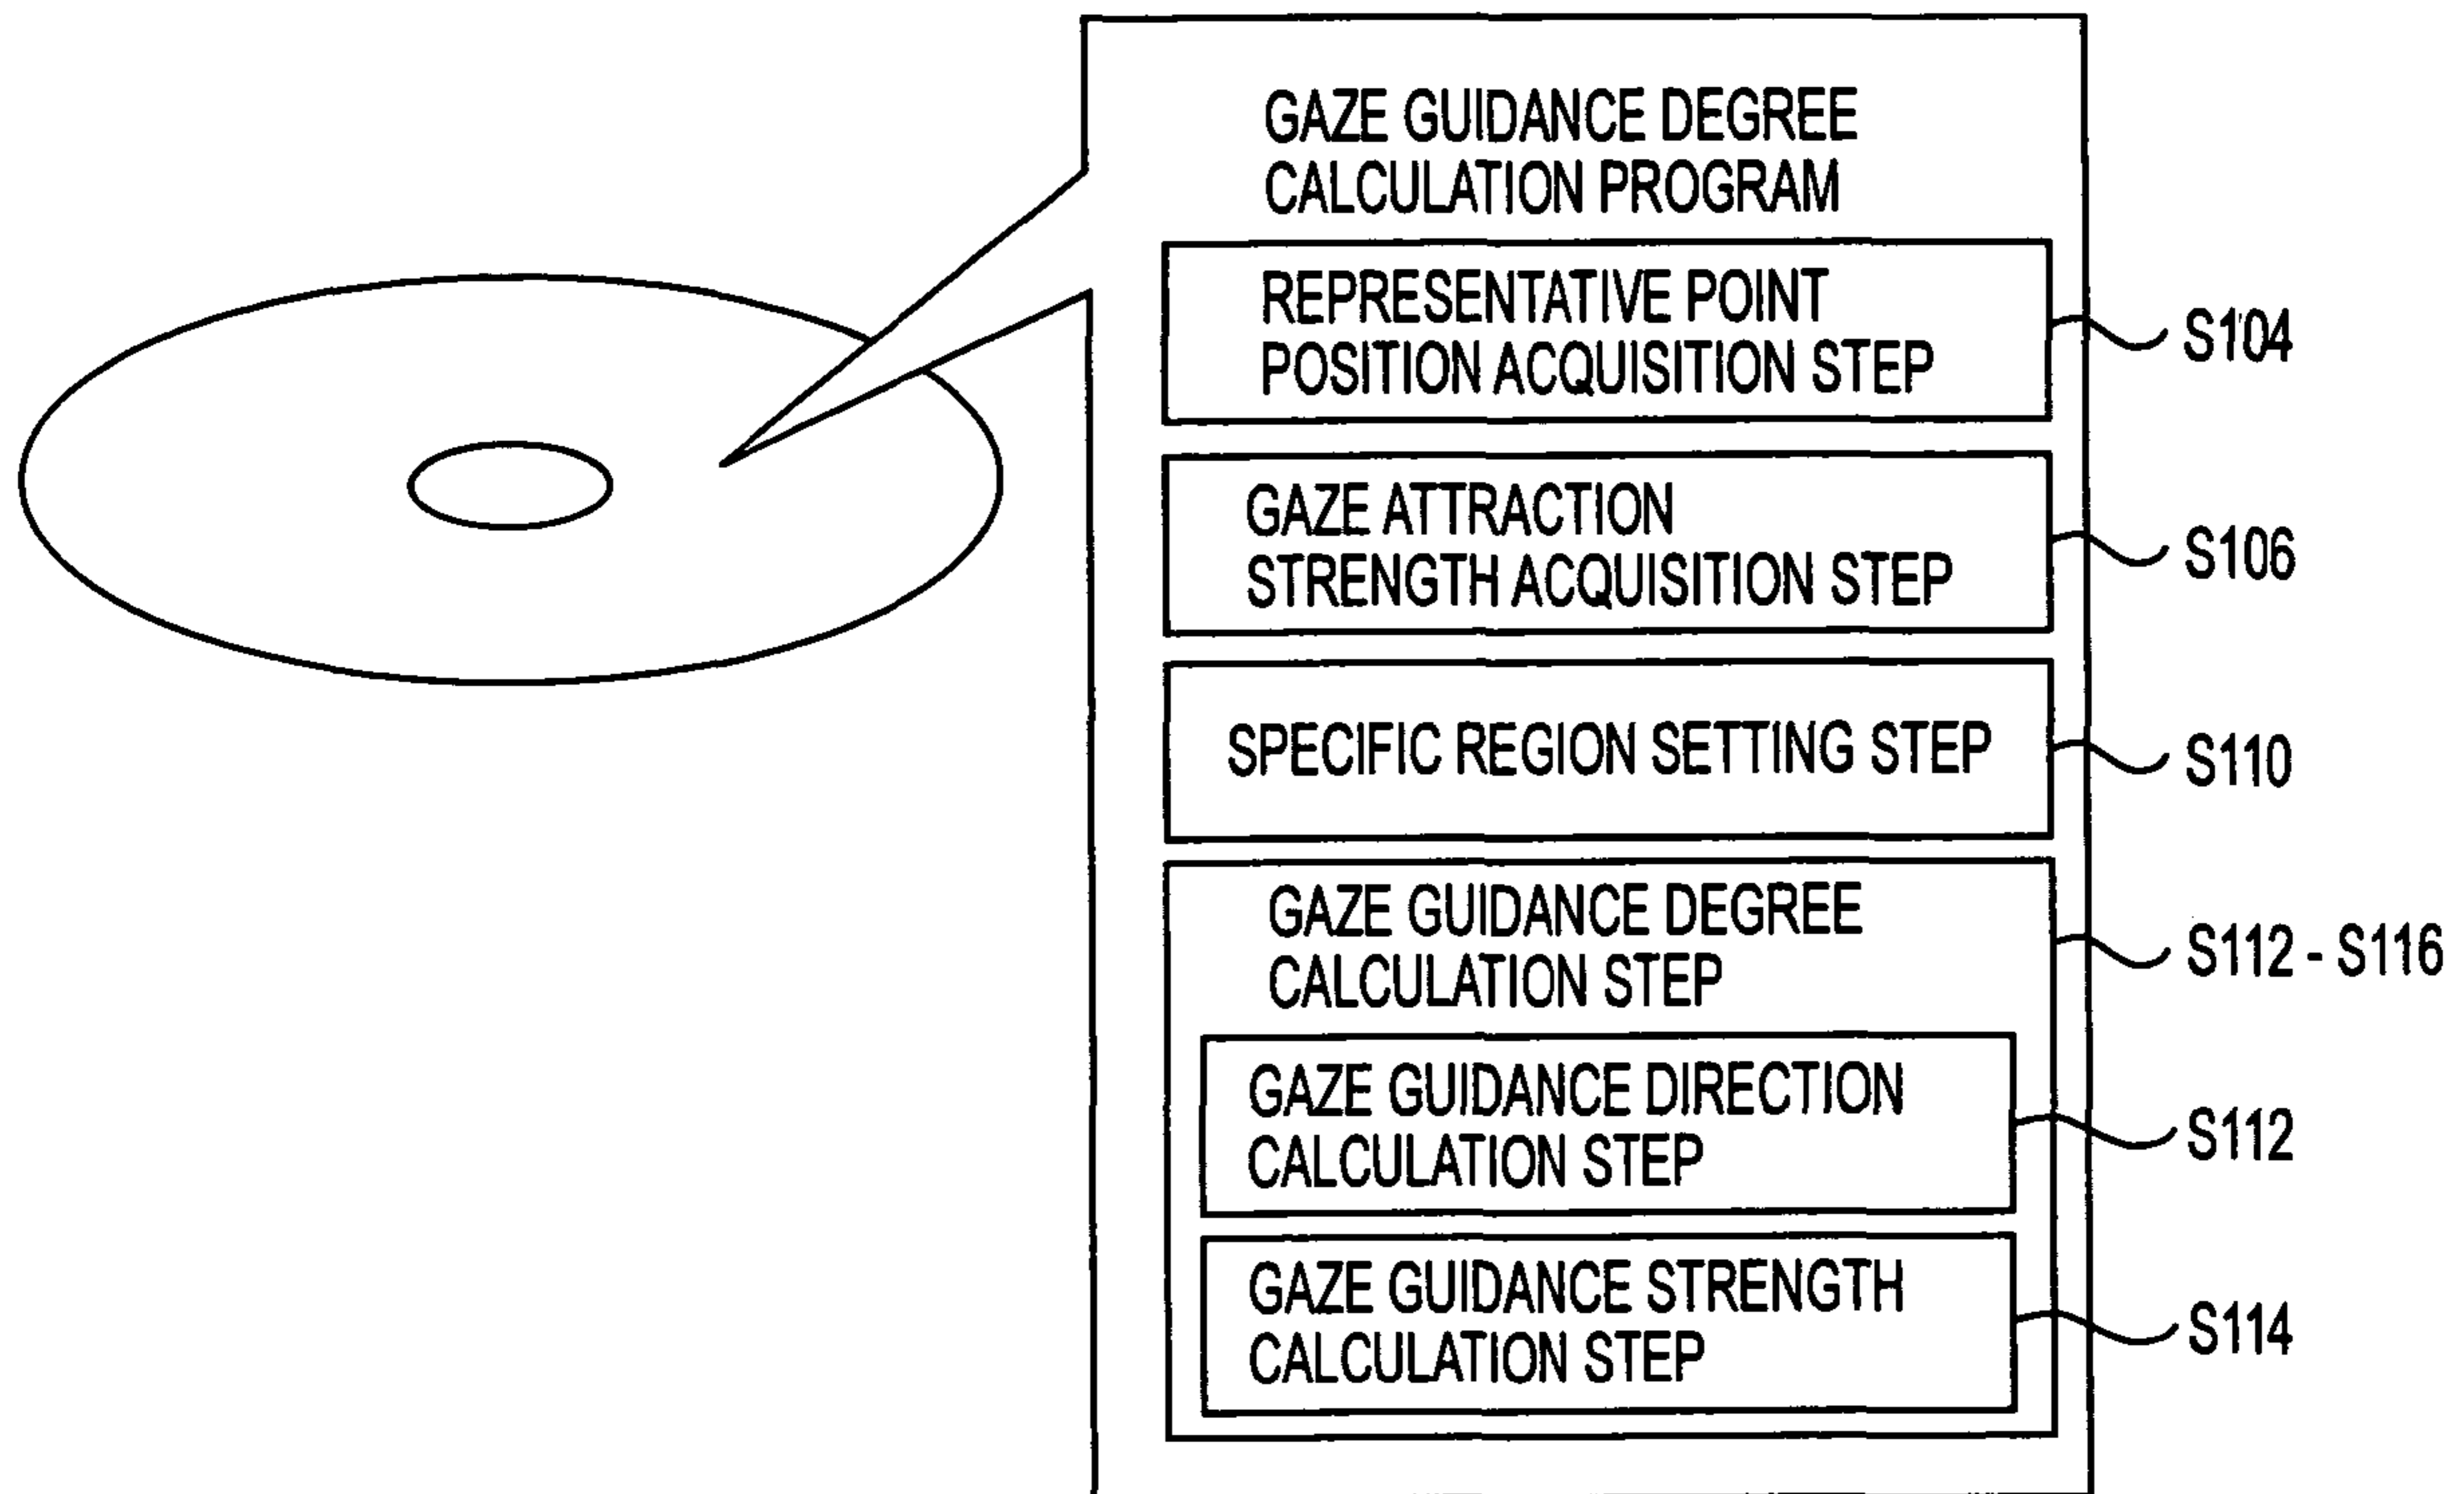 GAZE GUIDANCE DEGREE
CALCULATION PROGRAM
REPRESENTATIVE POINT
POSITION ACQUISITION STEP
S104
GAZE ATTRACTION
STRENGTH ACQUISITION STEP
S106
SPECIFIC REGION SETTING STEP
S110
GAZE GUIDANCE DEGREE
CALCULATION STEP
S112 - S116
GAZE GUIDANCE DIRECTION
CALCULATION STEP
S112
GAZE GUIDANCE STRENGTH
CALCULATION STEP
S114